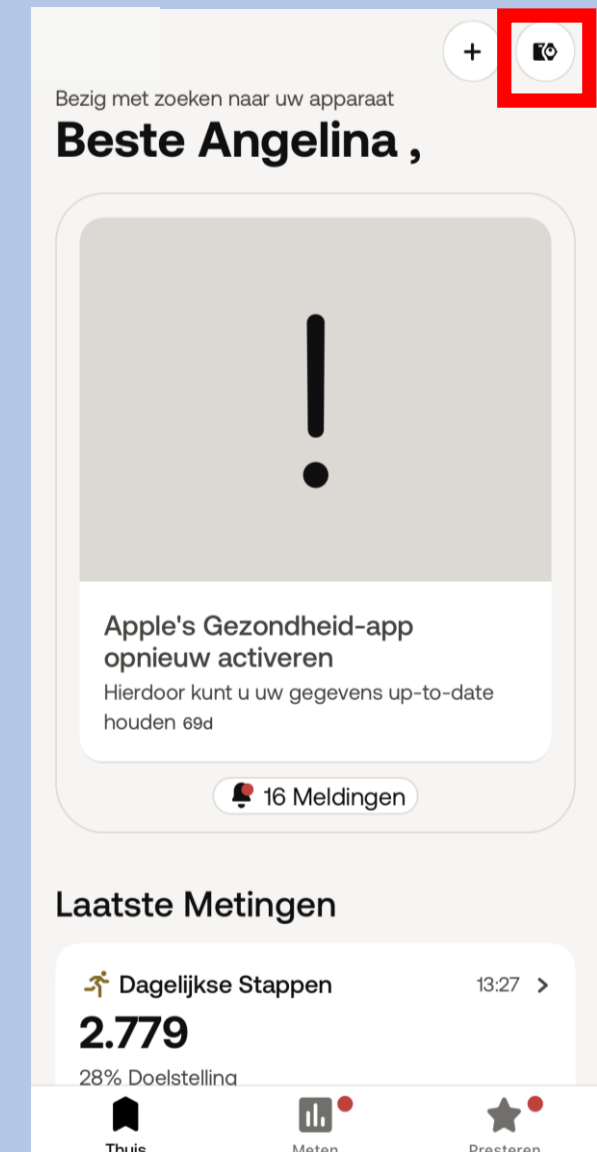 Bezig met zoeken naar uw apparaat
Beste Angelina ,
Apple's Gezondheid-app
opnieuw activeren
Hierdoor kunt u uw gegevens up-to-date
houden 69d
16 Meldingen
Laatste Metingen
Dagelijkse Stappen 13:27
2.779
28% Doelstelling
Thuis Meten Presteren